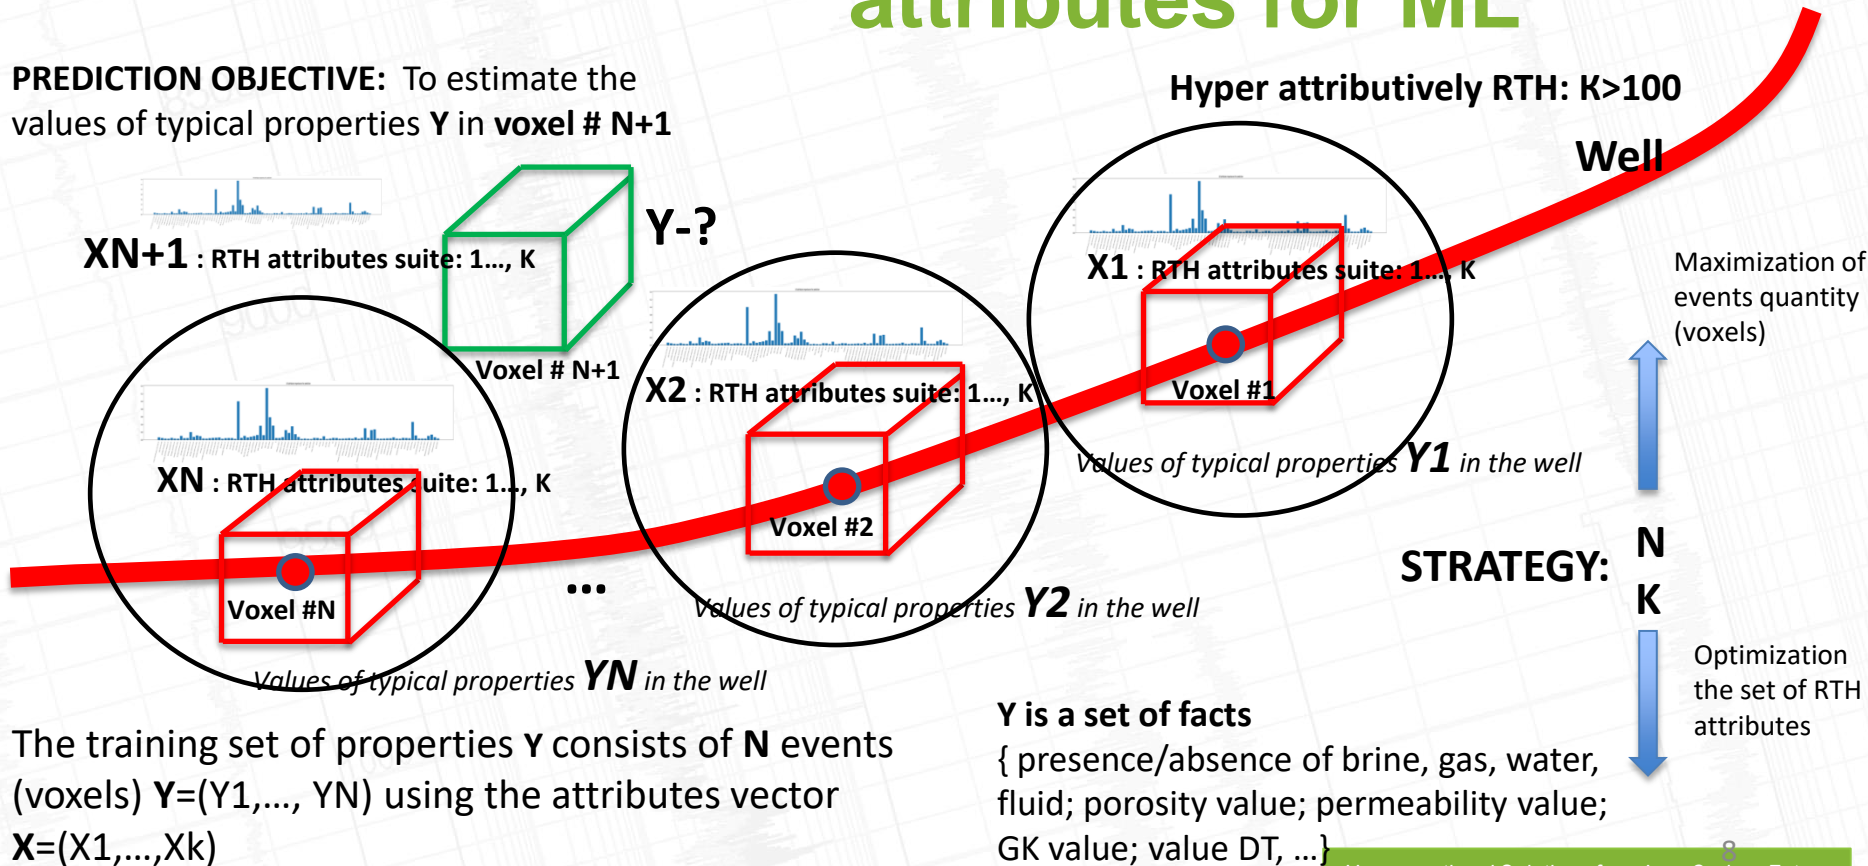 attributes for ML
PREDICTION OBJECTIVE: To estimate the
values of typical properties Y in voxel # N+1
Hyper attributively RTH: K>100
Well
XN+1 : RTH attributes suite: 1..., K
Y-?
Voxel # N+1
X1 : RTH attributes suite: 1..., K
Voxel #1
Values of typical properties Y1 in the well
X2 : RTH attributes suite: 1..., K
Voxel #2
Values of typical properties Y2 in the well
XN : RTH attributes suite: 1..., K
Voxel #N
...
Values of typical properties YN in the well
Maximization of
events quantity
(voxels)
STRATEGY:
N
K
Optimization
the set of RTH
attributes
The training set of properties Y consists of N events
(voxels) Y=(Y1,..., YN) using the attributes vector
X=(X1,...,Xk)
Y is a set of facts
{ presence/absence of brine, gas, water,
fluid; porosity value; permeability value;
GK value; value DT, ...}
8